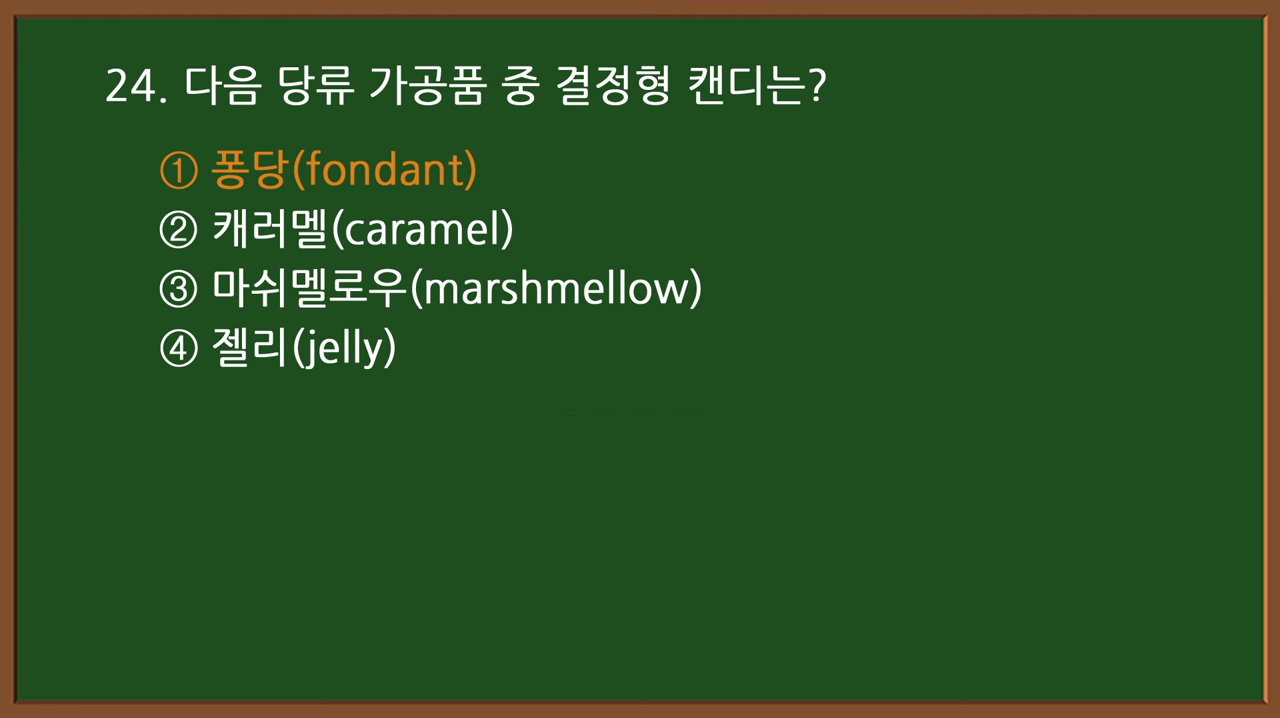 24. 다음 당류 가공품 중 결정형 캔디는?
① 퐁당(fondant)
② 캐러멜(caramel)
③ 마쉬멜로우(marshmellow)
④ 젤리(jelly)